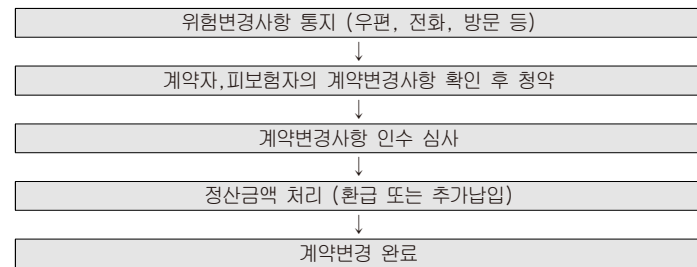 위험변경사항 통지 (우편, 전화, 방문 등)
↓
계약자,피보험자의 계약변경사항 확인 후 청약
↓
계약변경사항 인수 심사
↓
정산금액 처리 (환급 또는 추가납입)
↓
계약변경 완료